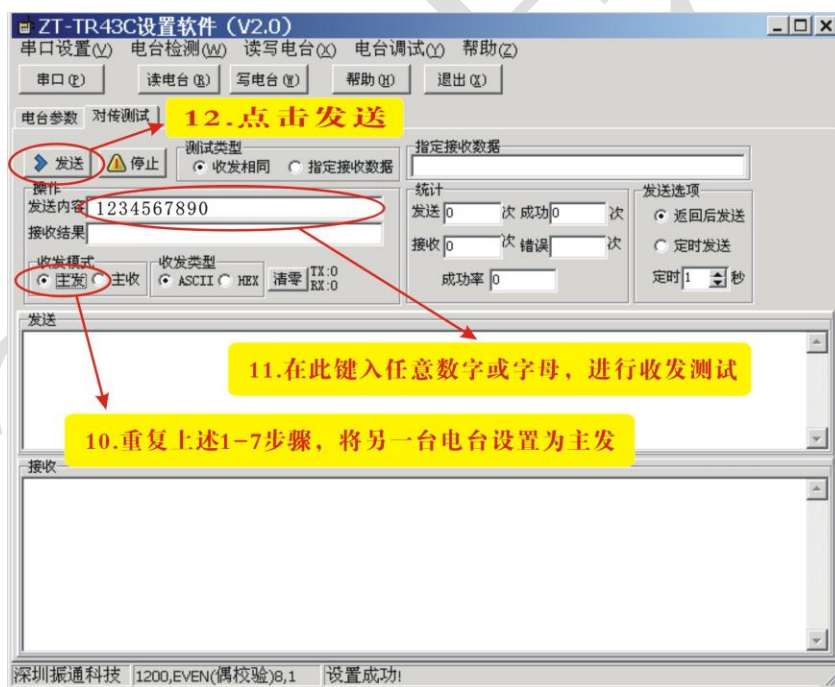 ZT-TR43C设置软件（V2.0）
串口设置(V) 电台检测(W) 读写电台(X) 电台调试(Y) 帮助(Z)
串口(P) 读电台(R) 写电台(W) 帮助(H) 退出(X)
电台参数 对传测试
12.点击发送
发送 停止
测试类型
收发相同 指定接收数据
指定接收数据
操作
发送内容 1234567890
接收结果
收发模式
主发 主收
收发类型
ASCII HEX
清零
TX:0
RX:0
统计
发送 0 次 成功 0 次
接收 0 次 错误 次
成功率 0
发送选项
返回后发送
定时发送
定时 1 秒
发送
11.在此键入任意数字或字母，进行收发测试
10.重复上述1-7步骤，将另一台电台设置为主发
接收
深圳振通科技 1200,EVEN(偶校验)8,1 设置成功!